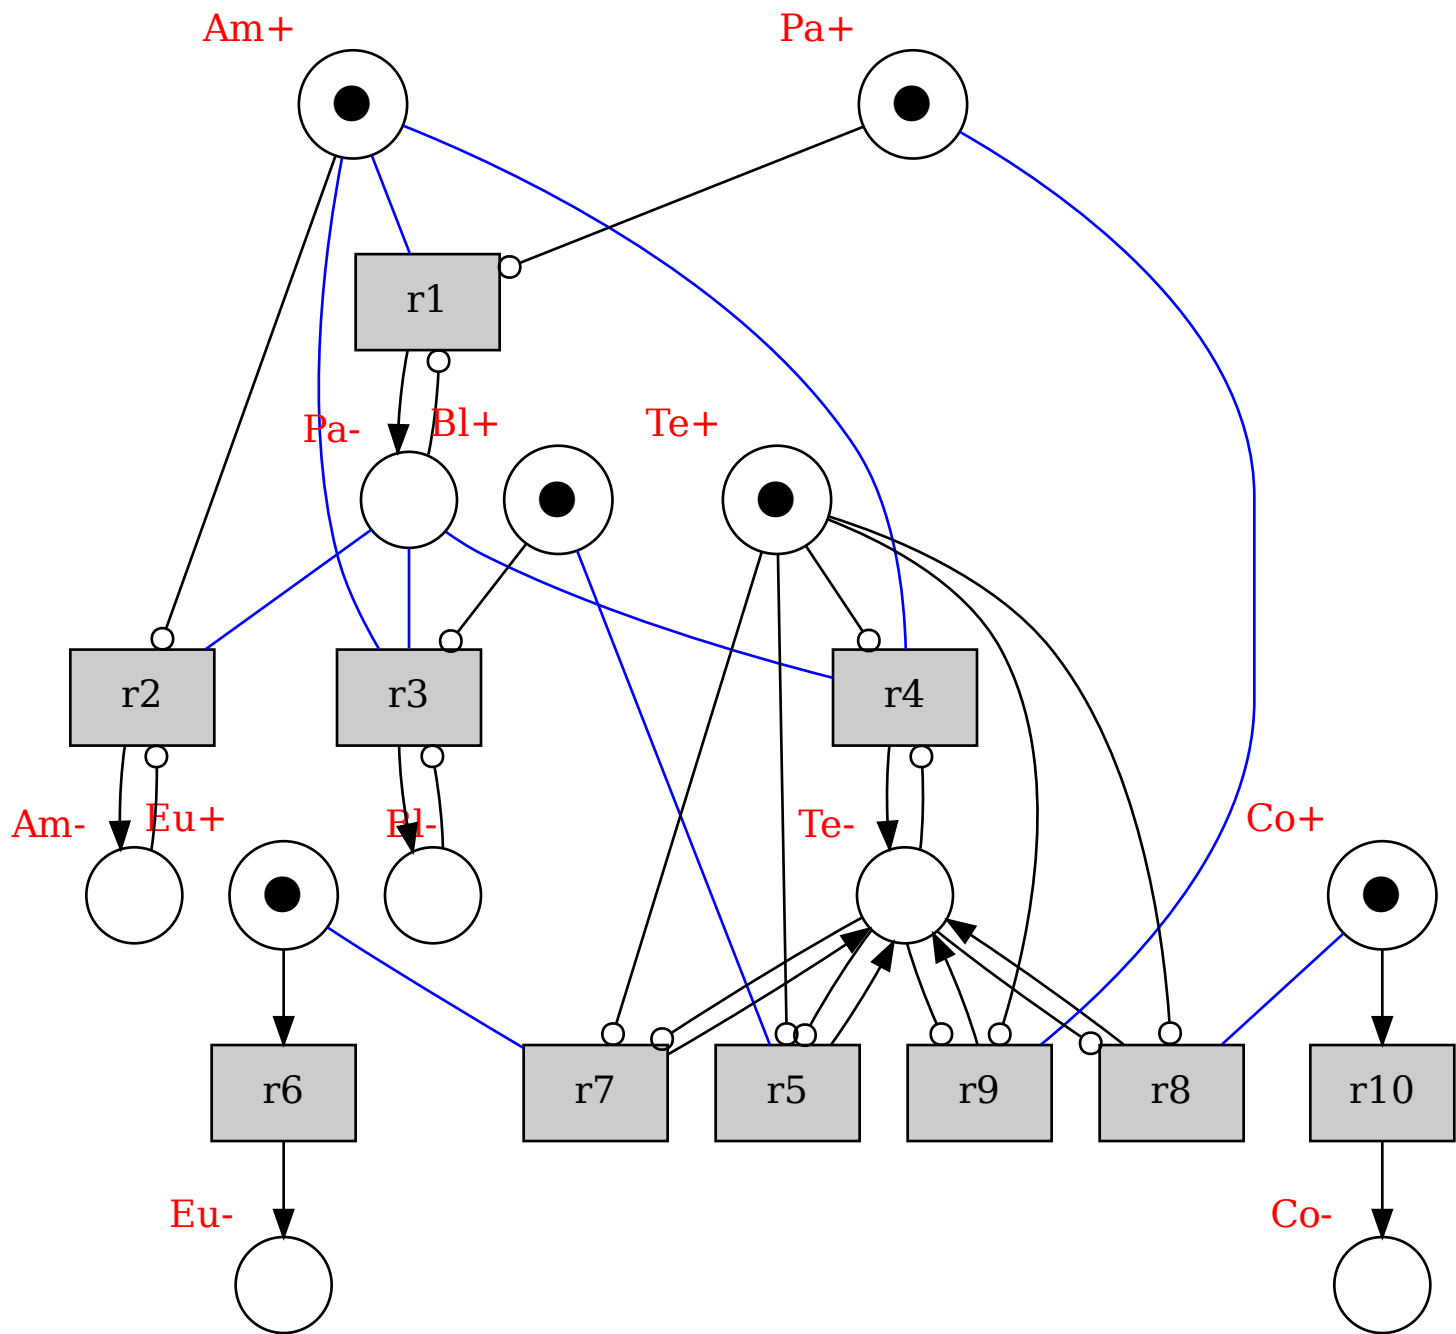 Am+
Pa+
r1
Pa-
Bl+
Te+
r2
r3
r4
Am-
Eu+
Bl-
Te-
Co+
r6
r7
r5
r9
r8
r10
Eu-
Co-